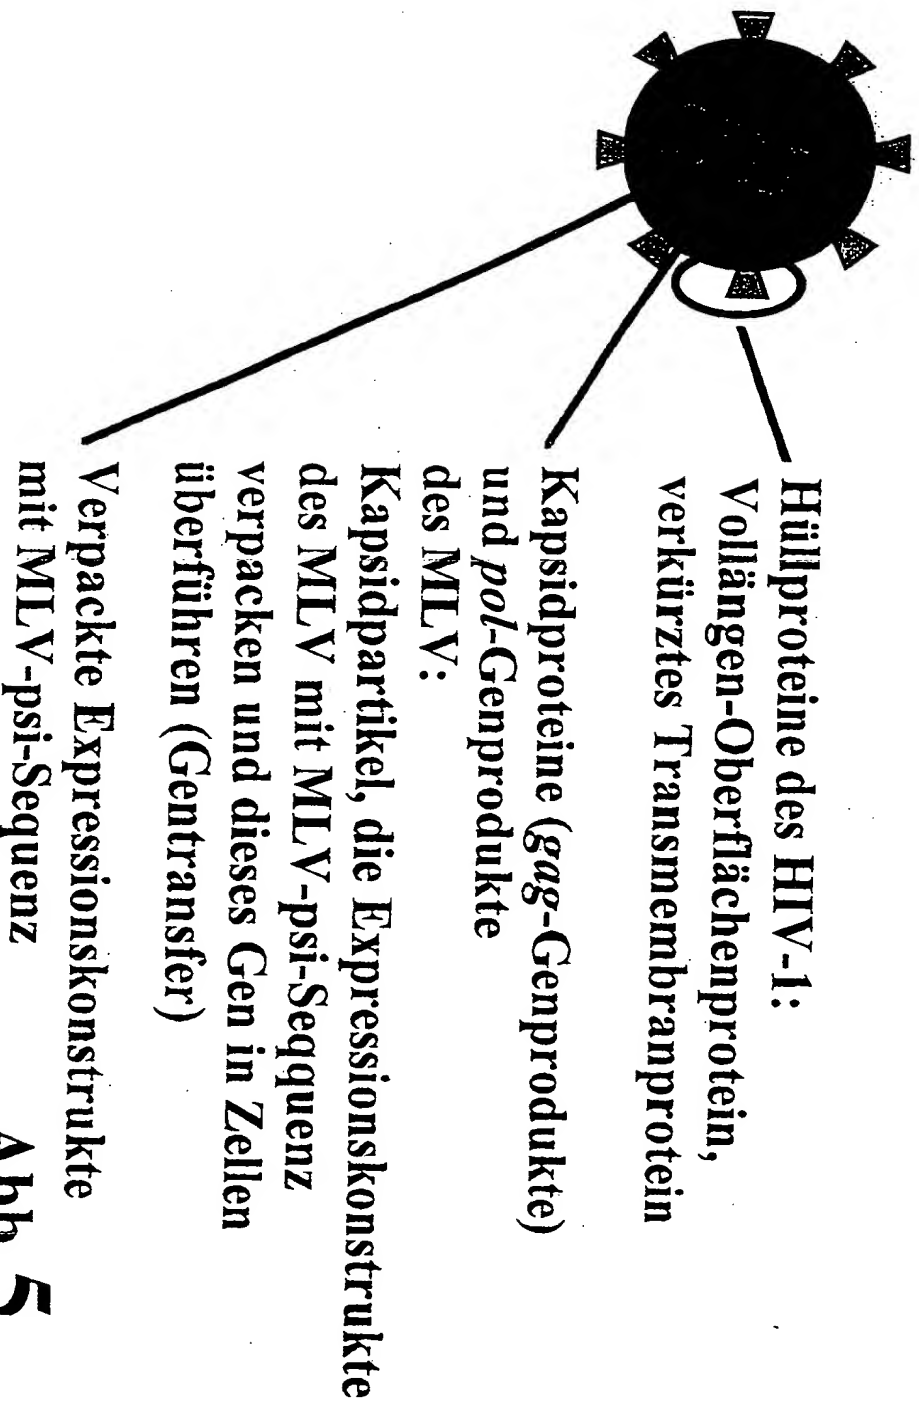 Hüllproteine des HIV-1:
Vollängen-Oberflächenprotein,
verkürztes Transmembranprotein
Kapsidproteine (gag-Genprodukte)
und pol-Genprodukte
des MLV:
Kapsidpartikel, die Expressionskonstrukte
des MLV mit MLV-psi-Seqquenz
verpacken und dieses Gen in Zellen
überführen (Gentransfer)
Verpackte Expressionskonstrukte
mit MLV-psi-Sequenz
Abb 5